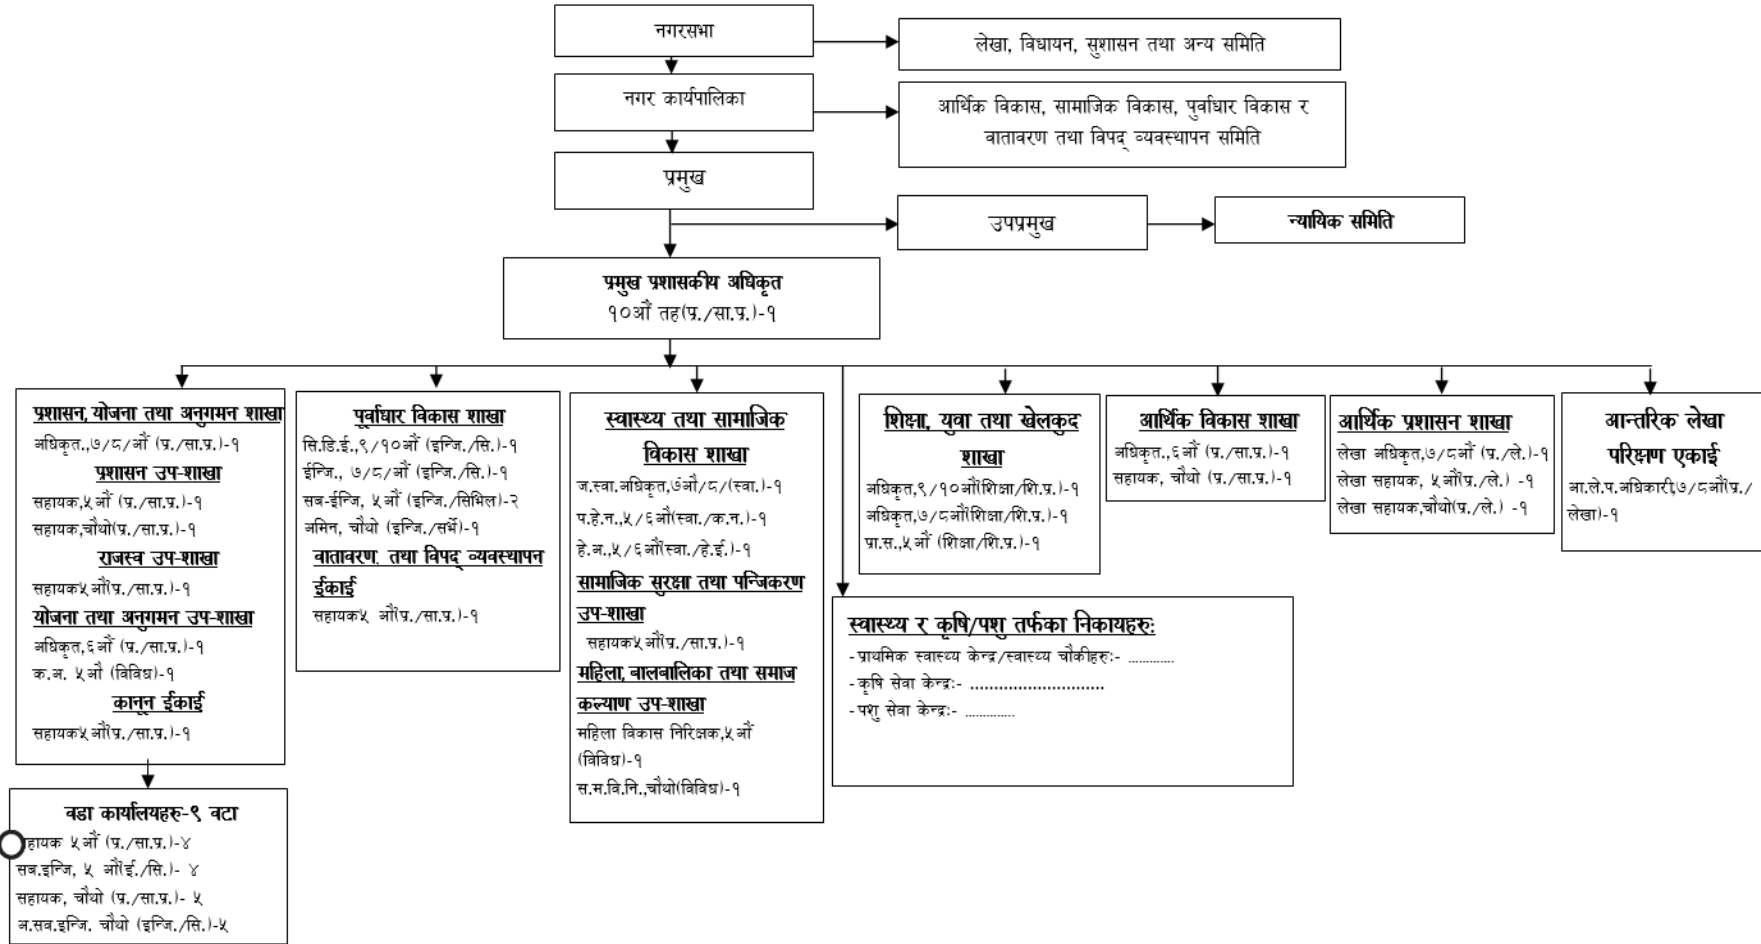 नगरसभा
लेखा, विधायन, सुशासन तथा अन्य समिति
नगर कार्यपालिका
आर्थिक विकास, सामाजिक विकास, पुर्वाधार विकास र
वातावरण तथा विपद् व्यवस्थापन समिति
प्रमुख
उपप्रमुख
न्यायिक समिति
प्रमुख प्रशासकीय अधिकृत
१०औं तह(प्र./सा.प्र.)-१
प्रशासन, योजना तथा अनुगमन शाखा
अधिकृत.,७/८/औं (प्र./सा.प्र.)-१
प्रशासन उप-शाखा
सहायक,५औं (प्र./सा.प्र.)-१
सहायक,चौथो(प्र./सा.प्र.)-१
राजस्व उप-शाखा
सहायक५औं(प्र./सा.प्र.)-१
योजना तथा अनुगमन उप-शाखा
अधिकृत,६औं (प्र./सा.प्र.)-१
क.अ. ५औ (विविध)-१
कानून ईकाई
सहायक५औं(प्र./सा.प्र.)-१
वडा कार्यालयहरु-९ वटा
सहायक ५औं (प्र./सा.प्र.)-४
सब.इन्जि, ५ औं(ई./सि.)- ४
सहायक, चौथो (प्र./सा.प्र.)- ५
अ.सव.इन्जि. चौथो (इन्जि./सि.)-५
पूर्वाधार विकास शाखा
सि.डि.ई.,९/१०औं (इन्जि./सि.)-१
ईन्जि., ७/८/औं (इन्जि./सि.)-१
सब-ईन्जि, ५औं (इन्जि./सिभिल)-२
अमिन, चौथो (इन्जि./सर्भे)-१
वातावरण तथा विपद् व्यवस्थापन
ईकाई
सहायक५ औं(प्र./सा.प्र.)-१
स्वास्थ्य तथा सामाजिक
विकास शाखा
ज.स्वा.अधिकृत,७औ/८/(स्वा.)-१
प.हे.न.,५/६औ(स्वा./क.न.)-१
हे.अ.,५/६औं(स्वा./हे.ई.)-१
सामाजिक सुरक्षा तथा पन्जिकरण
उप-शाखा
सहायक५औं(प्र./सा.प्र.)-१
महिला, बालबालिका तथा समाज
कल्याण उप-शाखा
महिला विकास निरिक्षक,५औं
(विविध)-१
स.म.वि.नि.,चौथो(विविध)-१
शिक्षा, युवा तथा खेलकुद
शाखा
अधिकृत,९/१०औं(शिक्षा/शि.प्र.)-१
अधिकृत,७/८औं(शिक्षा/शि.प्र.)-१
प्रा.स.,५औं (शिक्षा/शि.प्र.)-१
स्वास्थ्य र कृषि/पशु तर्फका निकायहरु:
-प्राथमिक स्वास्थ्य केन्द्र/स्वास्थ्य चौकीहरु:- .............
-कृषि सेवा केन्द्र:- ............................
-पशु सेवा केन्द्र:- ..............
आर्थिक विकास शाखा
अधिकृत.,६औं (प्र./सा.प्र.)-१
सहायक, चौथो (प्र./सा.प्र.)-१
आर्थिक प्रशासन शाखा
लेखा अधिकृत,७/८औं (प्र./ले.)-१
लेखा सहायक, ५औं(प्र./ले.) -१
लेखा सहायक,चौथो(प्र./ले.) -१
आन्तरिक लेखा
परिक्षण एकाई
आ.ले.प.अधिकारी,७/८औं(प्र./
लेखा)-१